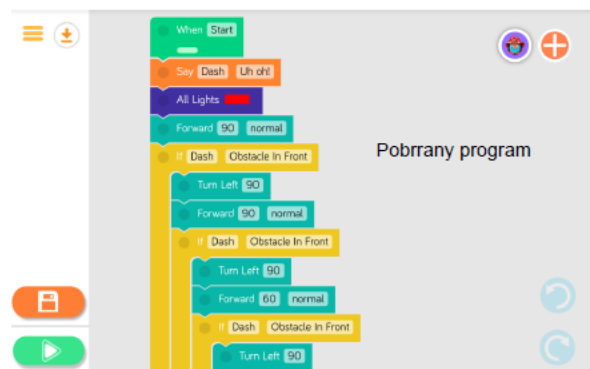 When Start
Say Dash Uh oh!
All Lights
Forward 90 normal
If Dash Obstacle In Front
Pobrrany program
Turn Left 90
Forward 90 normal
If Dash Obstacle In Front
Turn Left 90
Forward 60 normal
If Dash Obstacle In Front
Turn Left 90